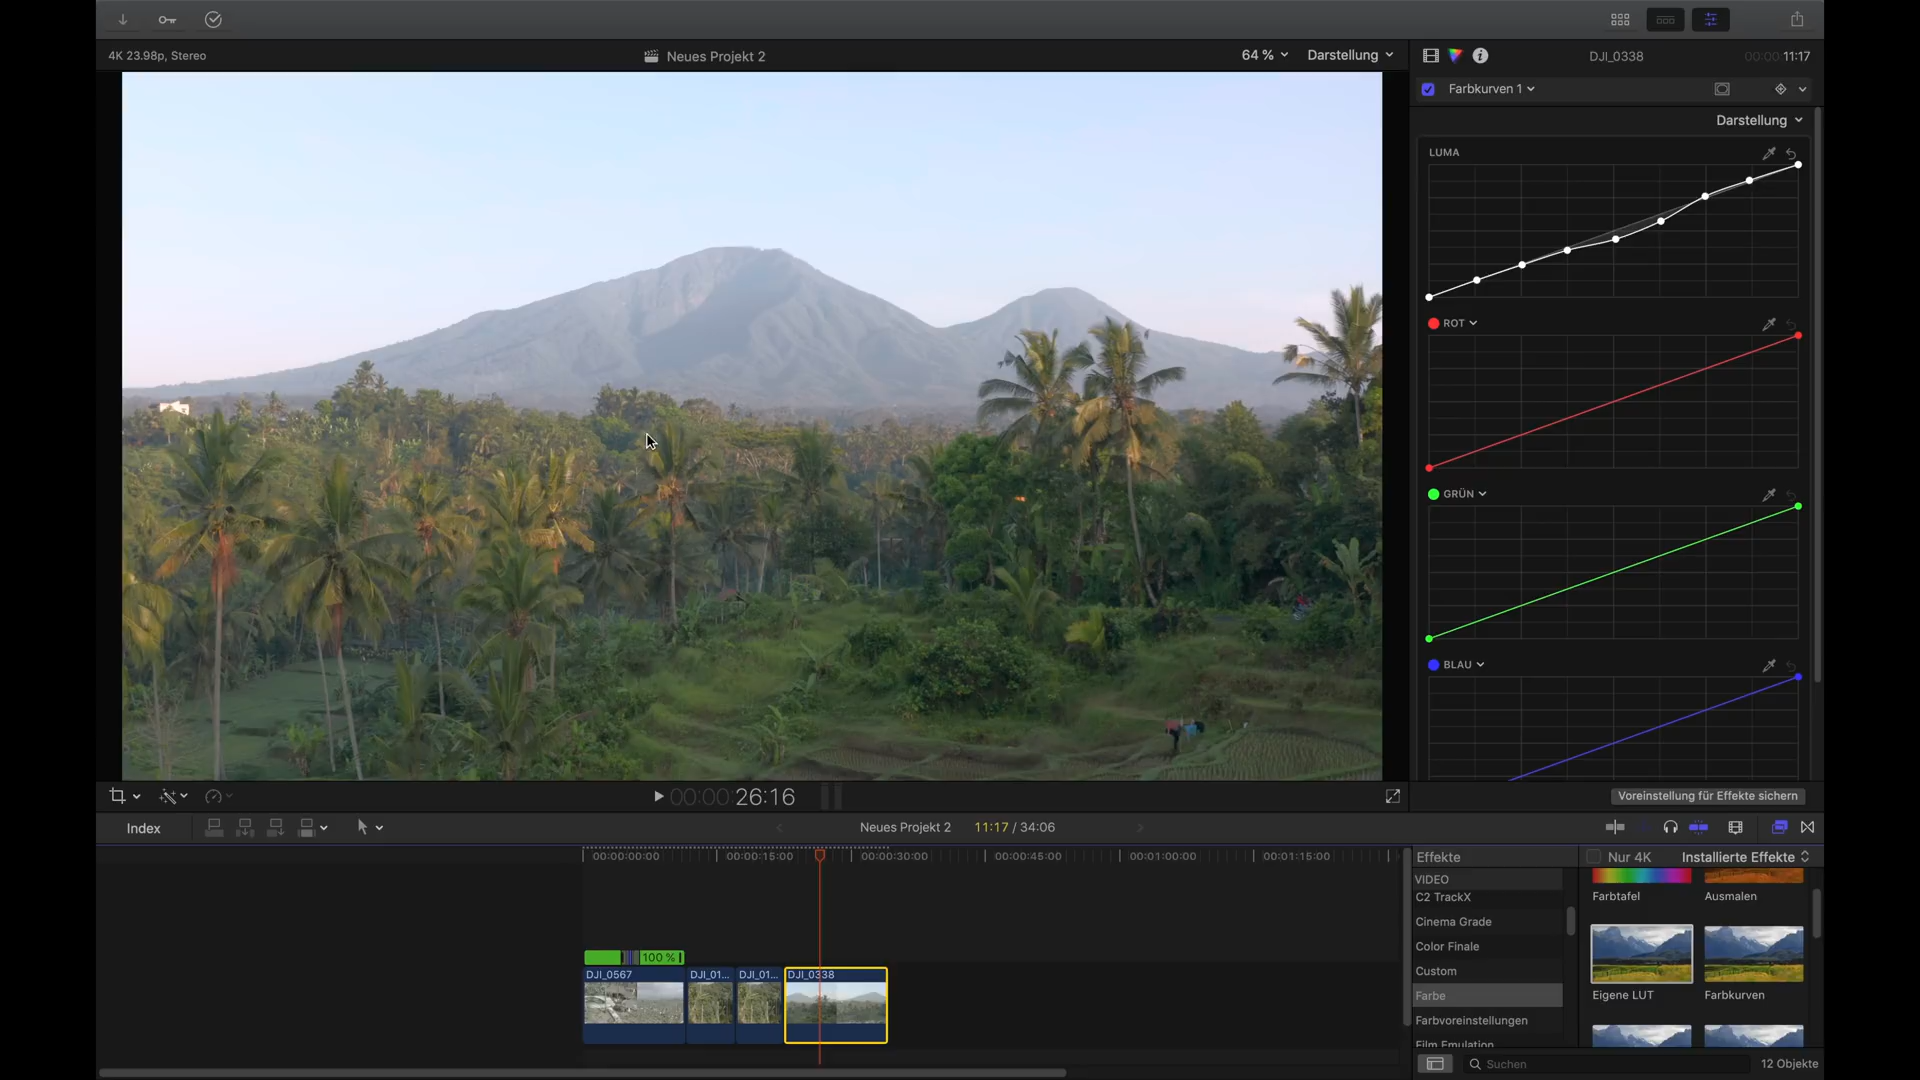 4K 23.98p, Stereo
Neues Projekt 2
64 %
Darstellung
DJI_0338
00:00:11:17
Farbkurven 1
Darstellung
LUMA
ROT
GRÜN
BLAU
00:00:26:16
Voreinstellung für Effekte sichern
Index
Neues Projekt 2
11:17 / 34:06
00:00:00:00
00:00:15:00
00:00:30:00
00:00:45:00
00:01:00:00
00:01:15:00
Effekte
Nur 4K
Installierte Effekte
VIDEO
C2 TrackX
Cinema Grade
Color Finale
Custom
Farbe
Farbvoreinstellungen
Film Emulation
Farbtafel
Ausmalen
Eigene LUT
Farbkurven
100 %
DJI_0567
DJI_01...
DJI_01...
DJI_0338
Suchen
12 Objekte